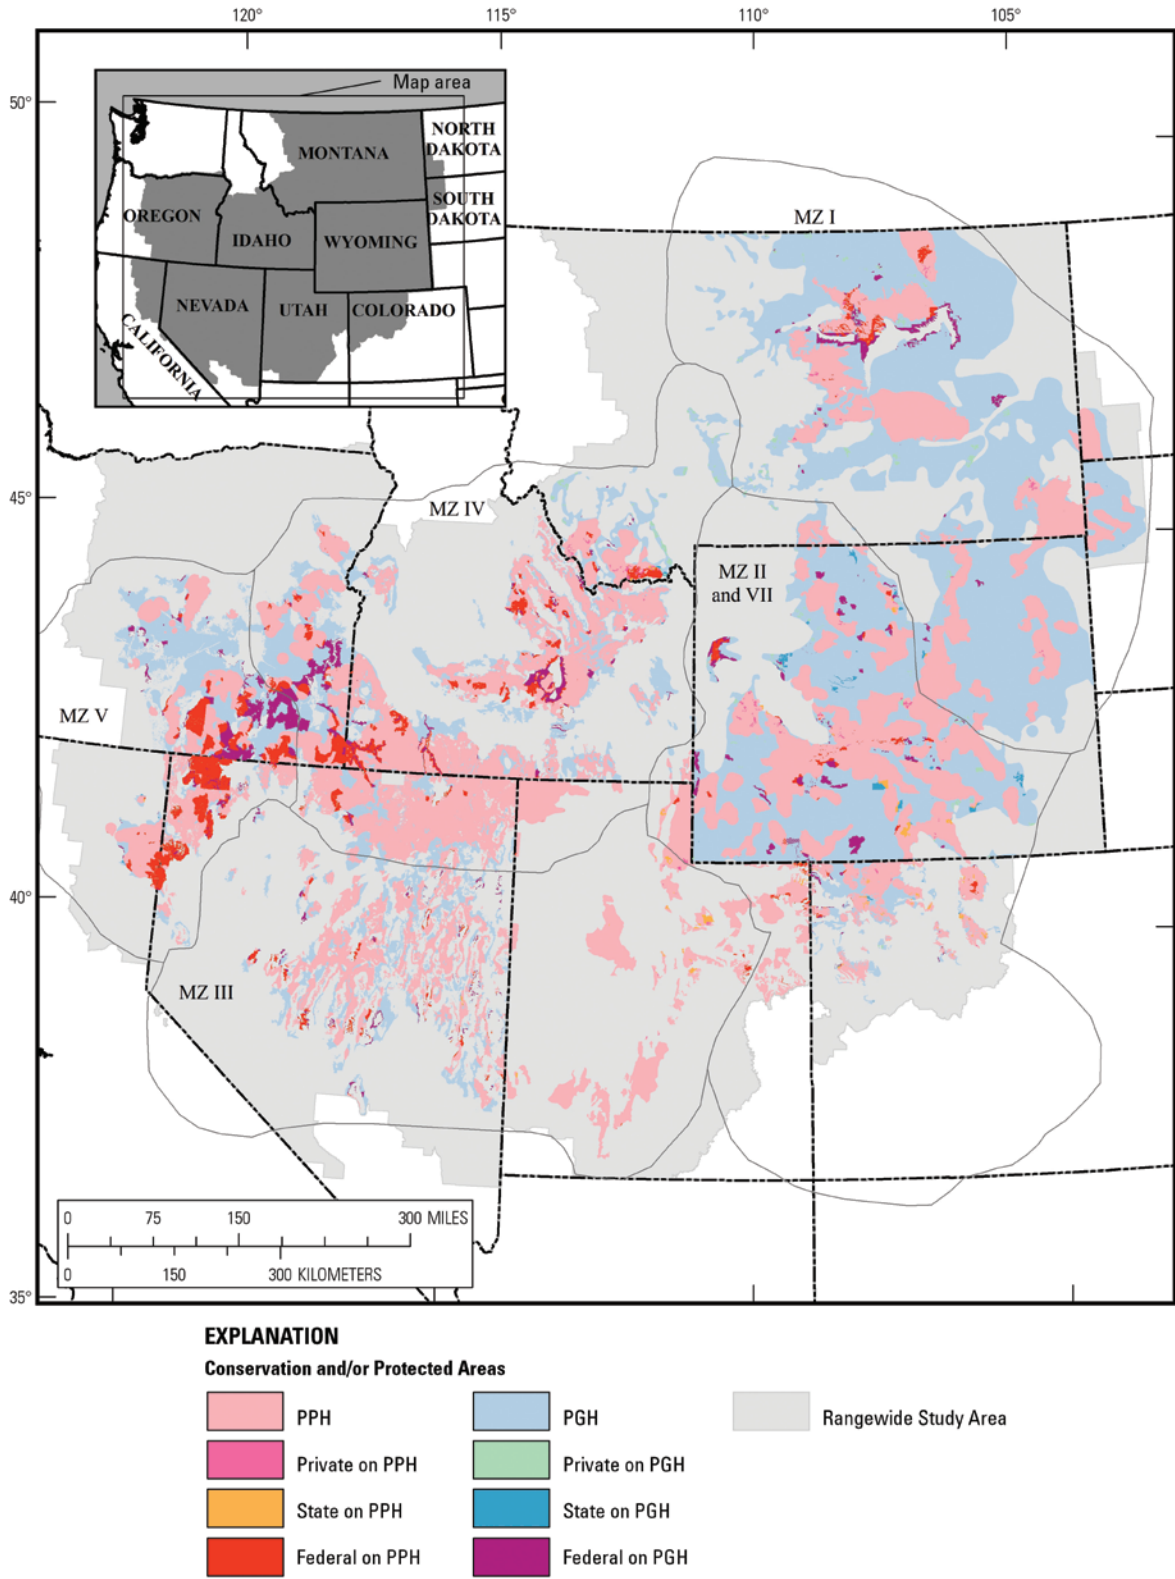 120°
115°
110°
105°
50°
45°
40°
35°
Map area
NORTH
DAKOTA
MONTANA
SOUTH
DAKOTA
OREGON
IDAHO
WYOMING
NEVADA
UTAH
COLORADO
CALIFORNIA
MZ I
MZ IV
MZ II
and VII
MZ V
MZ III
0 75 150 300 MILES
0 150 300 KILOMETERS
EXPLANATION
Conservation and/or Protected Areas
PPH
PGH
Rangewide Study Area
Private on PPH
Private on PGH
State on PPH
State on PGH
Federal on PPH
Federal on PGH